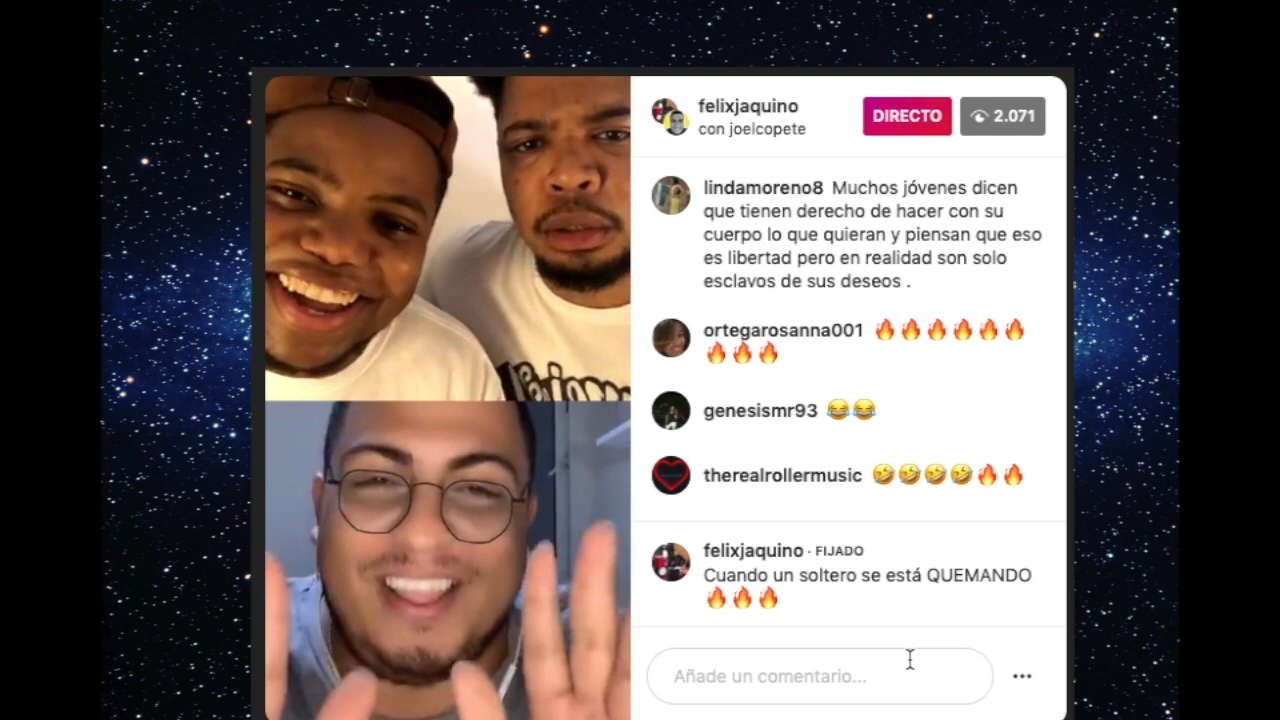 felixjaquino
con joelcopete
DIRECTO
2.071
lindamoreno8 Muchos jóvenes dicen
que tienen derecho de hacer con su
cuerpo lo que quieran y piensan que eso
es libertad pero en realidad son solo
esclavos de sus deseos .
ortegarosanna001 🔥🔥🔥🔥🔥🔥
🔥🔥🔥
genesismr93 😂😂
therealrollermusic 🤣🤣🤣🤣🔥🔥
felixjaquino · FIJADO
Cuando un soltero se está QUEMANDO
🔥🔥🔥
Añade un comentario...